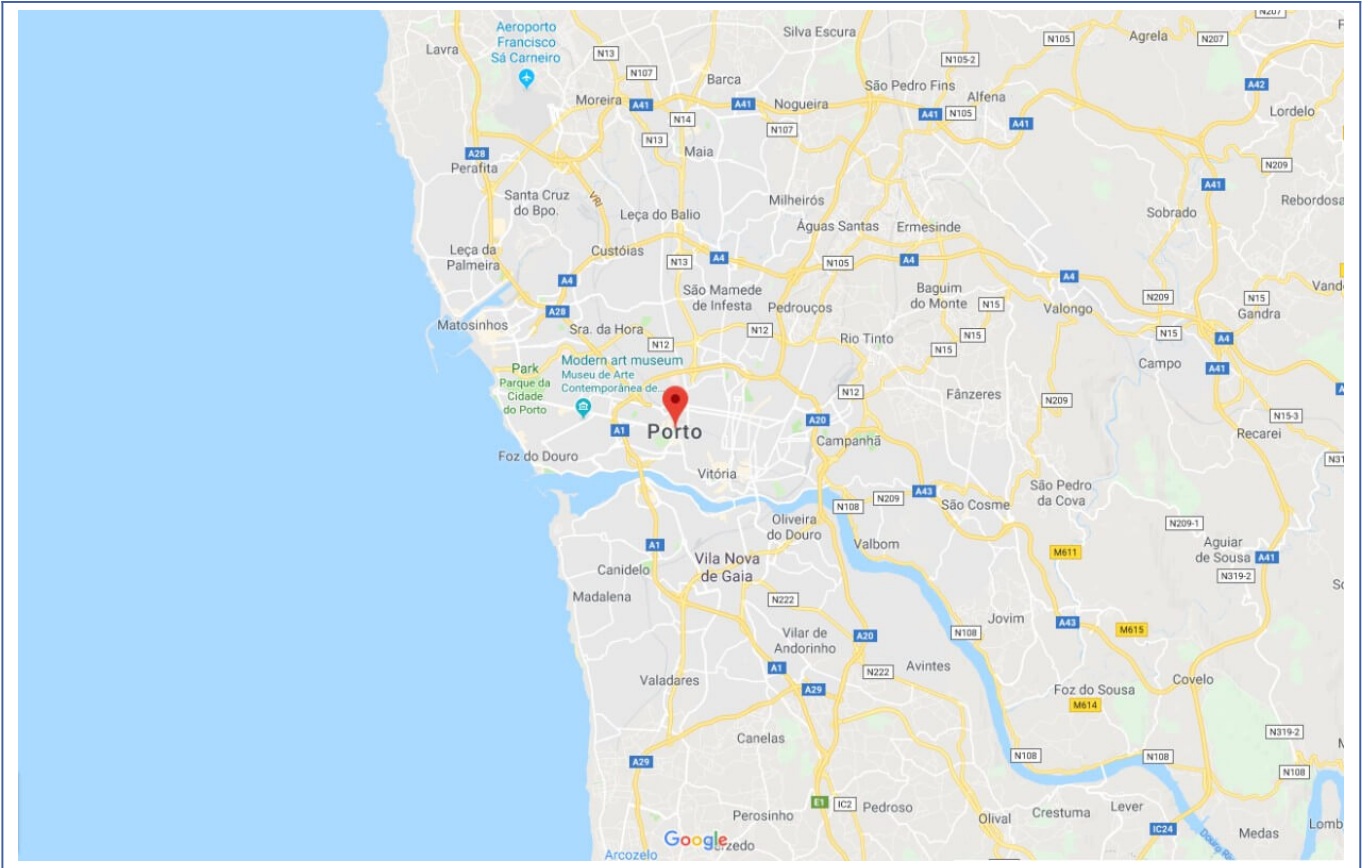 N207
Aeroporto
Francisco
Sá Carneiro
Lavra
N13
Silva Escura
N105
Agrela
N207
N105-2
N107
Barca
São Pedro Fins
A42
Moreira
A41
A41
Nogueira
Alfena
A41
N105
A41
Lordelo
N14
N107
N13
Maia
A28
Perafita
N209
A41
Santa Cruz
do Bpo.
VRI
Milheirós
Rebordosa
Leça do Balio
Sobrado
Águas Santas
Ermesinde
Leça da
Palmeira
Custóias
N13
A4
N105
A4
A4
A4
São Mamede
de Infesta
Baguim
do Monte
N15
N209
N15
Gandra
A28
Pedrouços
Valongo
Matosinhos
Sra. da Hora
N12
Rio Tinto
N15
N15
A4
N12
N15
Modern art museum
Museu de Arte
Contemporânea de...
Park
Parque da
Cidade
do Porto
Campo
A41
N12
Fânzeres
N209
N15-3
A1
Porto
A20
Campanhã
Recarei
Foz do Douro
Vitória
São Pedro
da Cova
A43
N209
N108
São Cosme
Oliveira
do Douro
N209-1
A1
Valbom
M611
Aguiar
de Sousa
A41
Vila Nova
de Gaia
Canidelo
N319-2
Madalena
N222
Jovim
A43
M615
N108
Vilar de
Andorinho
A20
A1
N222
Avintes
Valadares
A29
Foz do Sousa
Covelo
M614
N319-2
Canelas
N108
N108
A29
N108
E1
IC2
Pedroso
Perosinho
Olival
Crestuma
Lever
IC24
Medas
Lomb
Google
zedo
Arcozelo